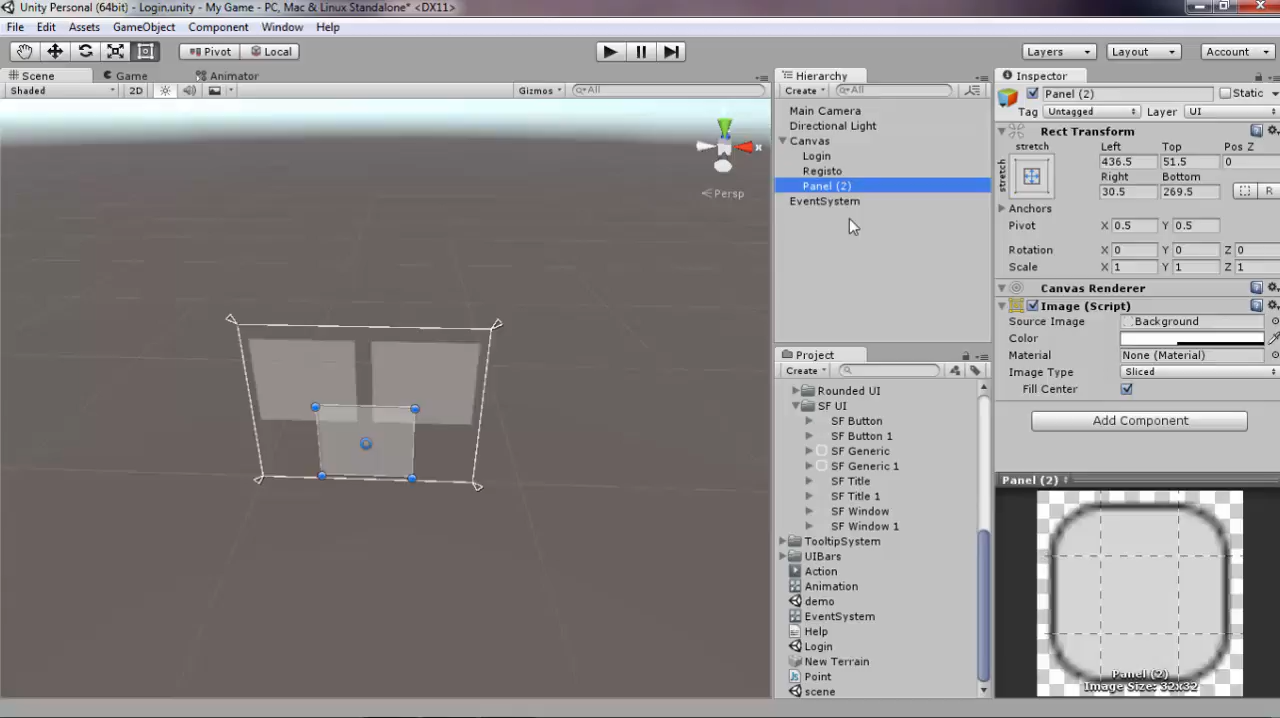 Unity Personal (64bit) - Login.unity - My Game - PC, Mac & Linux Standalone* <DX11>
File Edit Assets GameObject Component Window Help
Pivot Local Layers Layout Account
Scene Game Animator
Shaded 2D Gizmos All
x
Persp
Hierarchy
Create All
Main Camera
Directional Light
Canvas
Login
Registo
Panel (2)
EventSystem
Project
Create
Rounded UI
SF UI
SF Button
SF Button 1
SF Generic
SF Generic 1
SF Title
SF Title 1
SF Window
SF Window 1
TooltipSystem
UIBars
Action
Animation
demo
EventSystem
Help
Login
New Terrain
Point
scene
Inspector
Panel (2) Static
Tag Untagged Layer UI
Rect Transform
stretch Left Top Pos Z
stretch 436.5 51.5 0
Right Bottom
30.5 269.5 R
Anchors
Pivot X 0.5 Y 0.5
Rotation X 0 Y 0 Z 0
Scale X 1 Y 1 Z 1
Canvas Renderer
Image (Script)
Source Image Background
Color
Material None (Material)
Image Type Sliced
Fill Center
Add Component
Panel (2)
Panel (2)
Image Size: 32x32